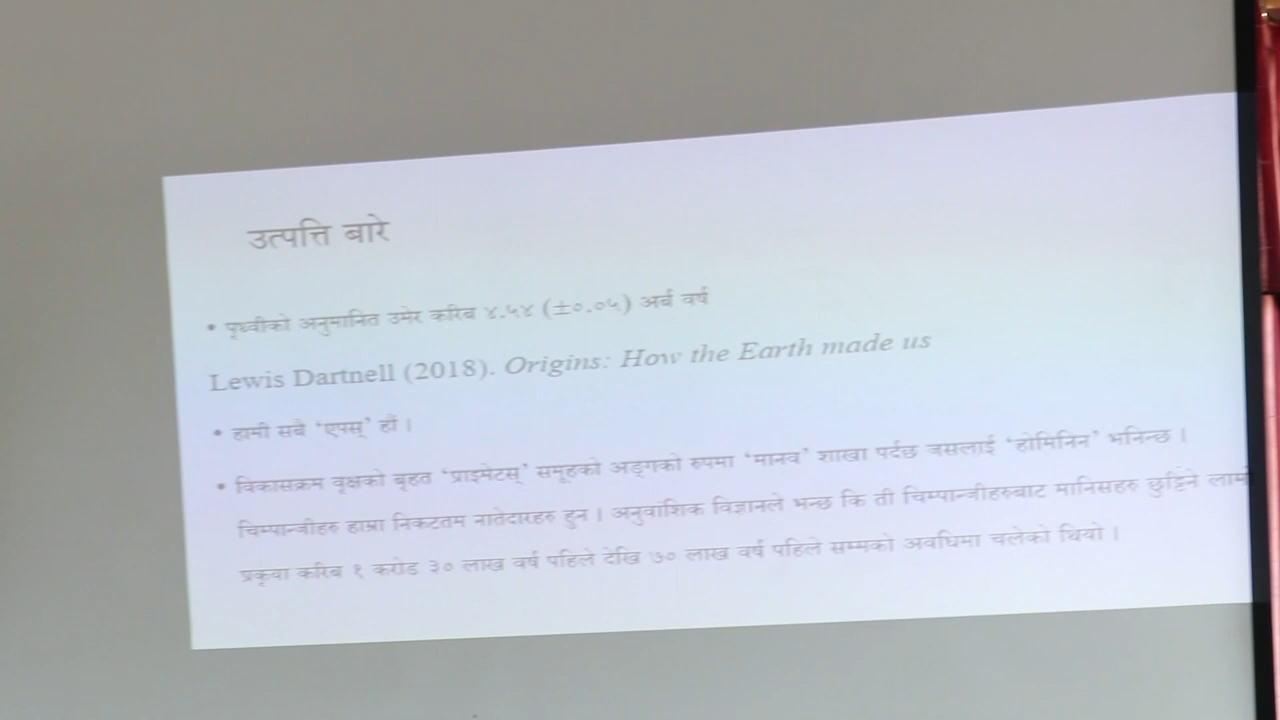 उत्पत्ति बारे
• पृथ्वीको अनुमानित उमेर करिब ४.५४ (±०.०५) अर्ब वर्ष
Lewis Dartnell (2018). Origins: How the Earth made us
• हामी सबै ‘एपस्’ हौं ।
• विकासक्रम वृक्षको बृहत ‘प्राइमेटस्’ समूहको अङ्गको रुपमा ‘मानव’ शाखा पर्दछ जसलाई ‘होमिनिन’ भनिन्छ ।
चिम्पान्जीहरु हाम्रा निकटतम नातेदारहरु हुन । अनुवांशिक विज्ञानले भन्छ कि ती चिम्पान्जीहरुबाट मानिसहरु छुट्टिने लामो
प्रकृया करिब १ करोड ३० लाख वर्ष पहिले देखि ७० लाख वर्ष पहिले सम्मको अवधिमा चलेको थियो ।